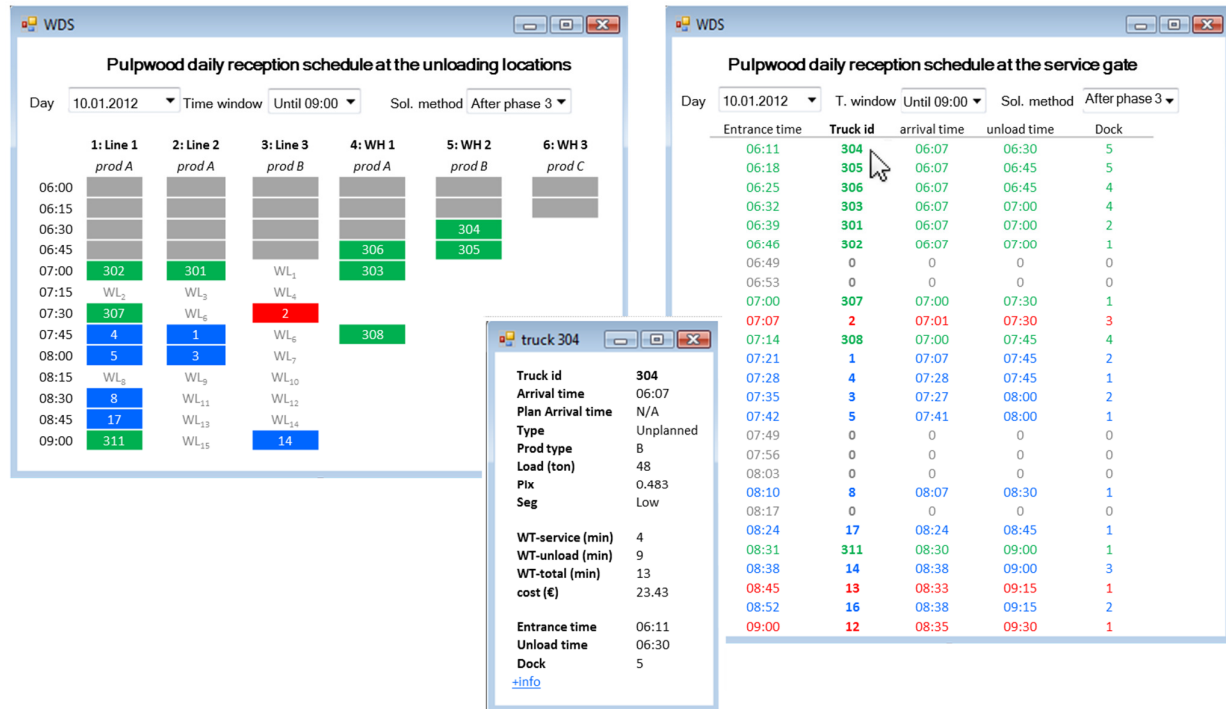 WDS
Pulpwood daily reception schedule at the unloading locations
Day 10.01.2012 Time window Until 09:00 Sol. method After phase 3
1: Line 1 2: Line 2 3: Line 3 4: WH 1 5: WH 2 6: WH 3
prod A prod A prod B prod A prod B prod C
06:00
06:15
06:30 304
06:45 306 305
07:00 302 301 WL1 303
07:15 WL2 WL3 WL4
07:30 307 WL6 2
07:45 4 1 WL6 308
08:00 5 3 WL7
08:15 WL8 WL9 WL10
08:30 8 WL11 WL12
08:45 17 WL13 WL14
09:00 311 WL15 14
WDS
Pulpwood daily reception schedule at the service gate
Day 10.01.2012 T. window Until 09:00 Sol. method After phase 3
Entrance time Truck id arrival time unload time Dock
06:11 304 06:07 06:30 5
06:18 305 06:07 06:45 5
06:25 306 06:07 06:45 4
06:32 303 06:07 07:00 4
06:39 301 06:07 07:00 2
06:46 302 06:07 07:00 1
06:49 0 0 0 0
06:53 0 0 0 0
07:00 307 07:00 07:30 1
07:07 2 07:01 07:30 3
07:14 308 07:00 07:45 4
07:21 1 07:07 07:45 2
07:28 4 07:28 07:45 1
07:35 3 07:27 08:00 2
07:42 5 07:41 08:00 1
07:49 0 0 0 0
07:56 0 0 0 0
08:03 0 0 0 0
08:10 8 08:07 08:30 1
08:17 0 0 0 0
08:24 17 08:24 08:45 1
08:31 311 08:30 09:00 1
08:38 14 08:38 09:00 3
08:45 13 08:33 09:15 1
08:52 16 08:38 09:15 2
09:00 12 08:35 09:30 1
truck 304
Truck id 304
Arrival time 06:07
Plan Arrival time N/A
Type Unplanned
Prod type B
Load (ton) 48
PIx 0.483
Seg Low
WT-service (min) 4
WT-unload (min) 9
WT-total (min) 13
cost (€) 23.43
Entrance time 06:11
Unload time 06:30
Dock 5
+info